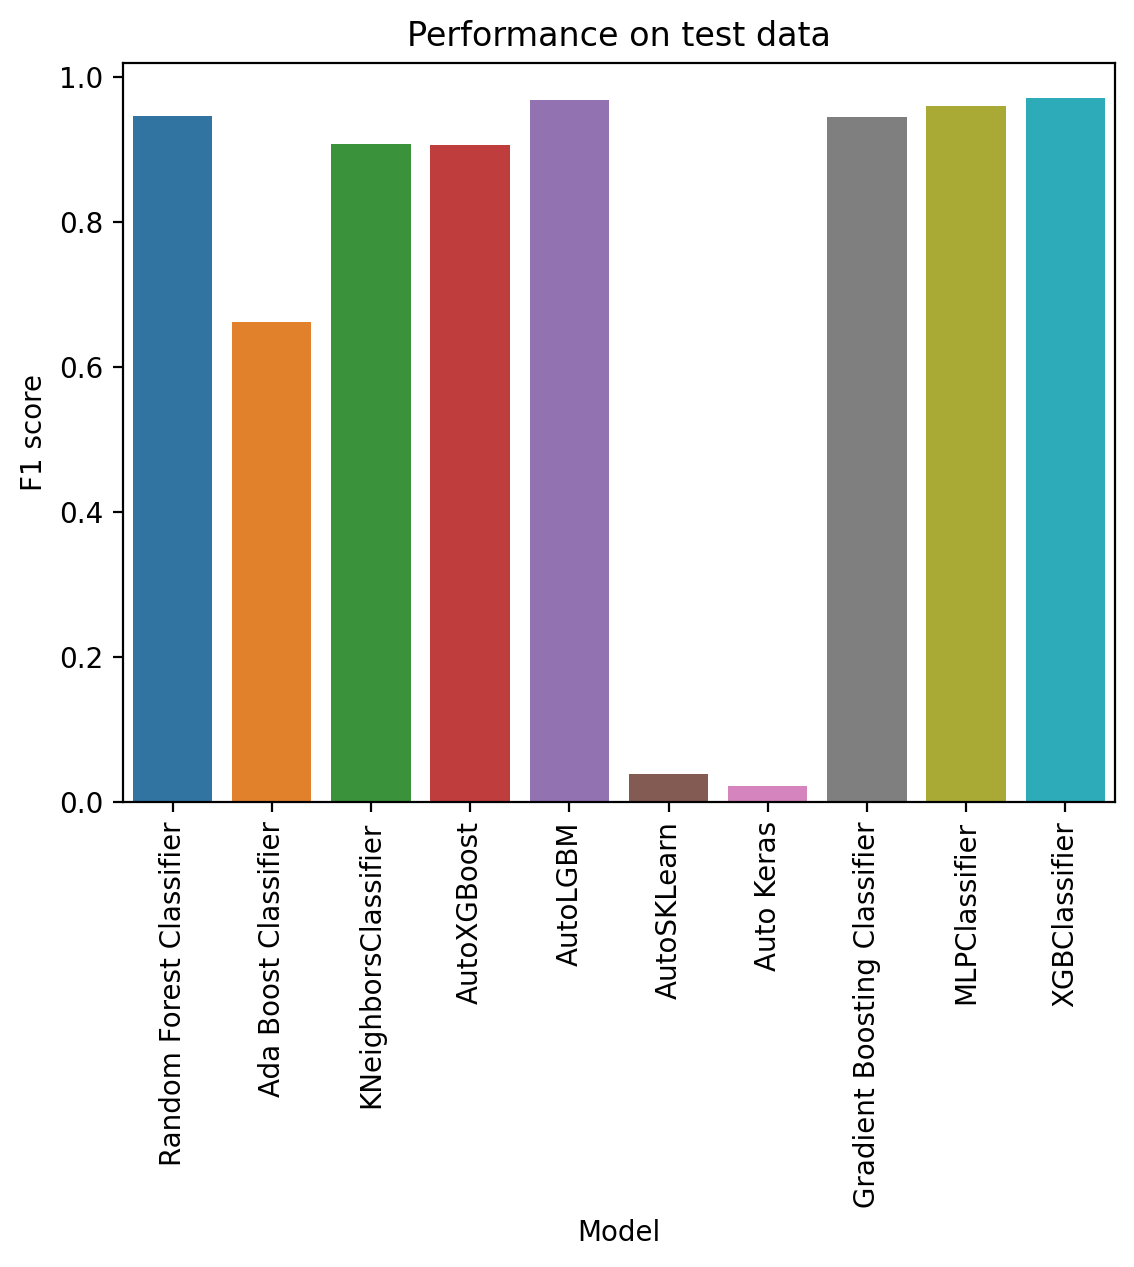 Performance on test data
F1 score
1.0
0.8
0.6
0.4
0.2
0.0
Random Forest Classifier
Ada Boost Classifier
KNeighborsClassifier
AutoXGBoost
AutoLGBM
AutoSKLearn
Auto Keras
Gradient Boosting Classifier
MLPClassifier
XGBClassifier
Model